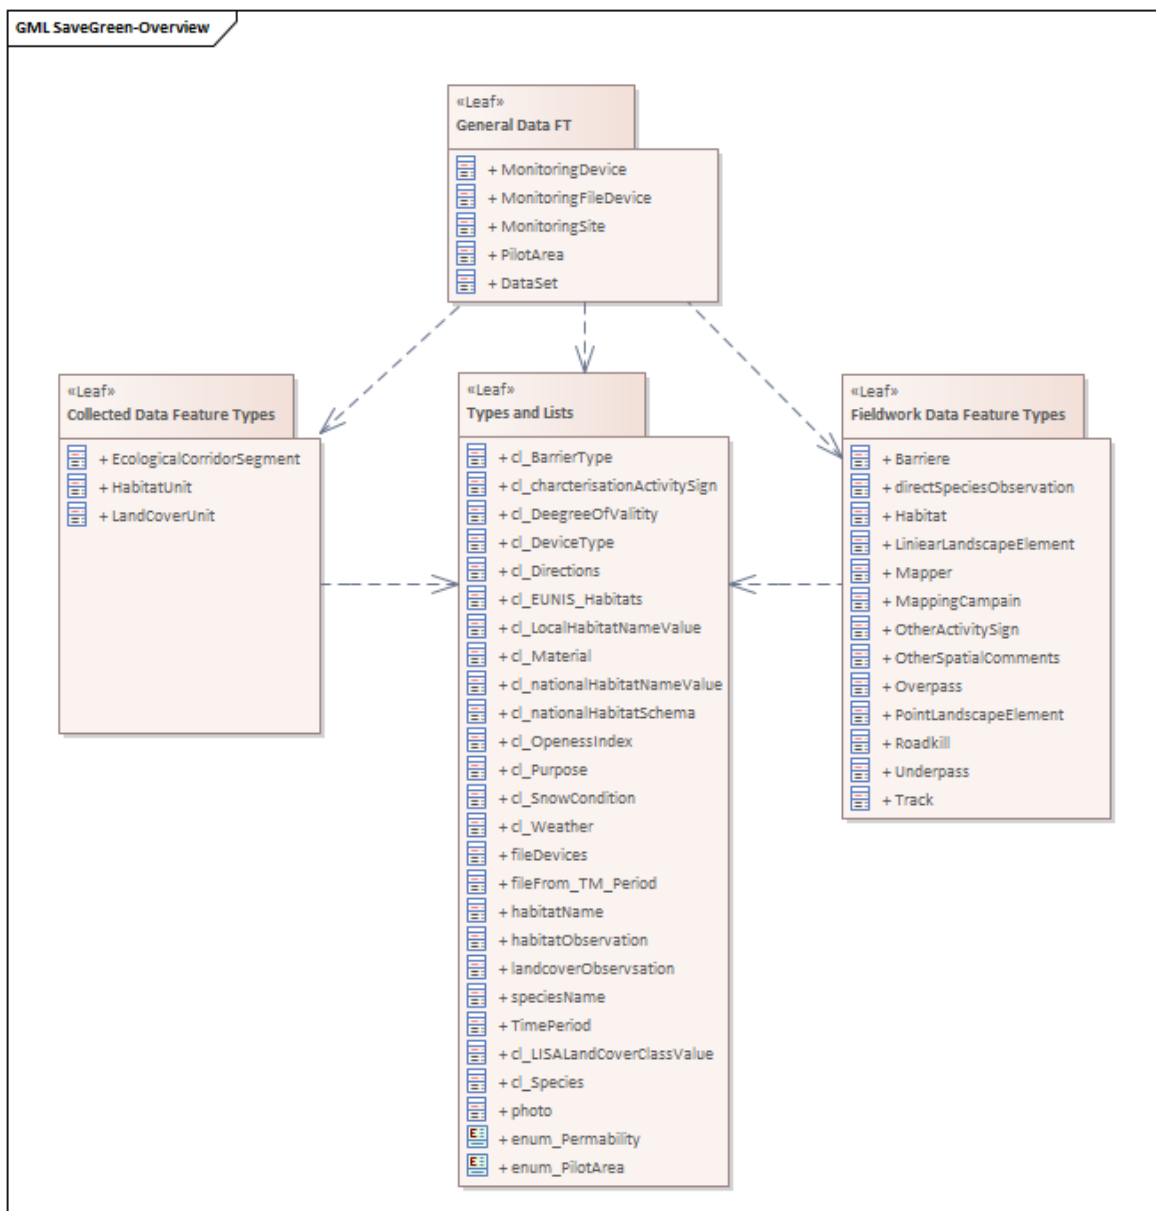 GML SaveGreen-Overview
«Leaf»
General Data FT
+ MonitoringDevice
+ MonitoringFileDevice
+ MonitoringSite
+ PilotArea
+ DataSet
«Leaf»
Collected Data Feature Types
+ EcologicalCorridorSegment
+ HabitatUnit
+ LandCoverUnit
«Leaf»
Types and Lists
+ cl_BarrierType
+ cl_charcterisationActivitySign
+ cl_DeegreeOfValitity
+ cl_DeviceType
+ cl_Directions
+ cl_EUNIS_Habitats
+ cl_LocalHabitatNameValue
+ cl_Material
+ cl_nationalHabitatNameValue
+ cl_nationalHabitatSchema
+ cl_OpenessIndex
+ cl_Purpose
+ cl_SnowCondition
+ cl_Weather
+ fileDevices
+ fileFrom_TM_Period
+ habitatName
+ habitatObservation
+ landcoverObservsation
+ speciesName
+ TimePeriod
+ cl_LISALandCoverClassValue
+ cl_Species
+ photo
+ enum_Permability
+ enum_PilotArea
«Leaf»
Fieldwork Data Feature Types
+ Barriere
+ directSpeciesObservation
+ Habitat
+ LiniearLandscapeElement
+ Mapper
+ MappingCampain
+ OtherActivitySign
+ OtherSpatialComments
+ Overpass
+ PointLandscapeElement
+ Roadkill
+ Underpass
+ Track